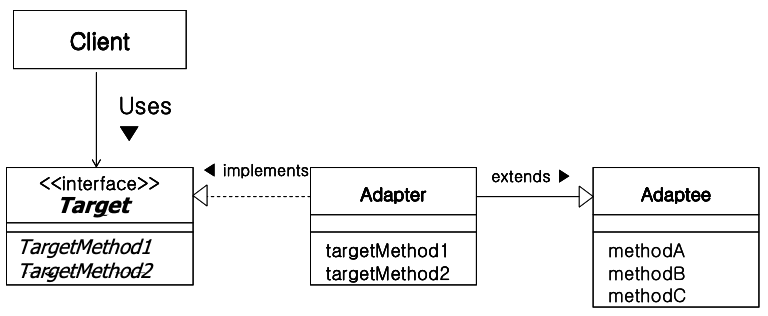 Client
Uses
▼
<<interface>>
Target
TargetMethod1
TargetMethod2
◀ implements
Adapter
targetMethod1
targetMethod2
extends ▶
Adaptee
methodA
methodB
methodC